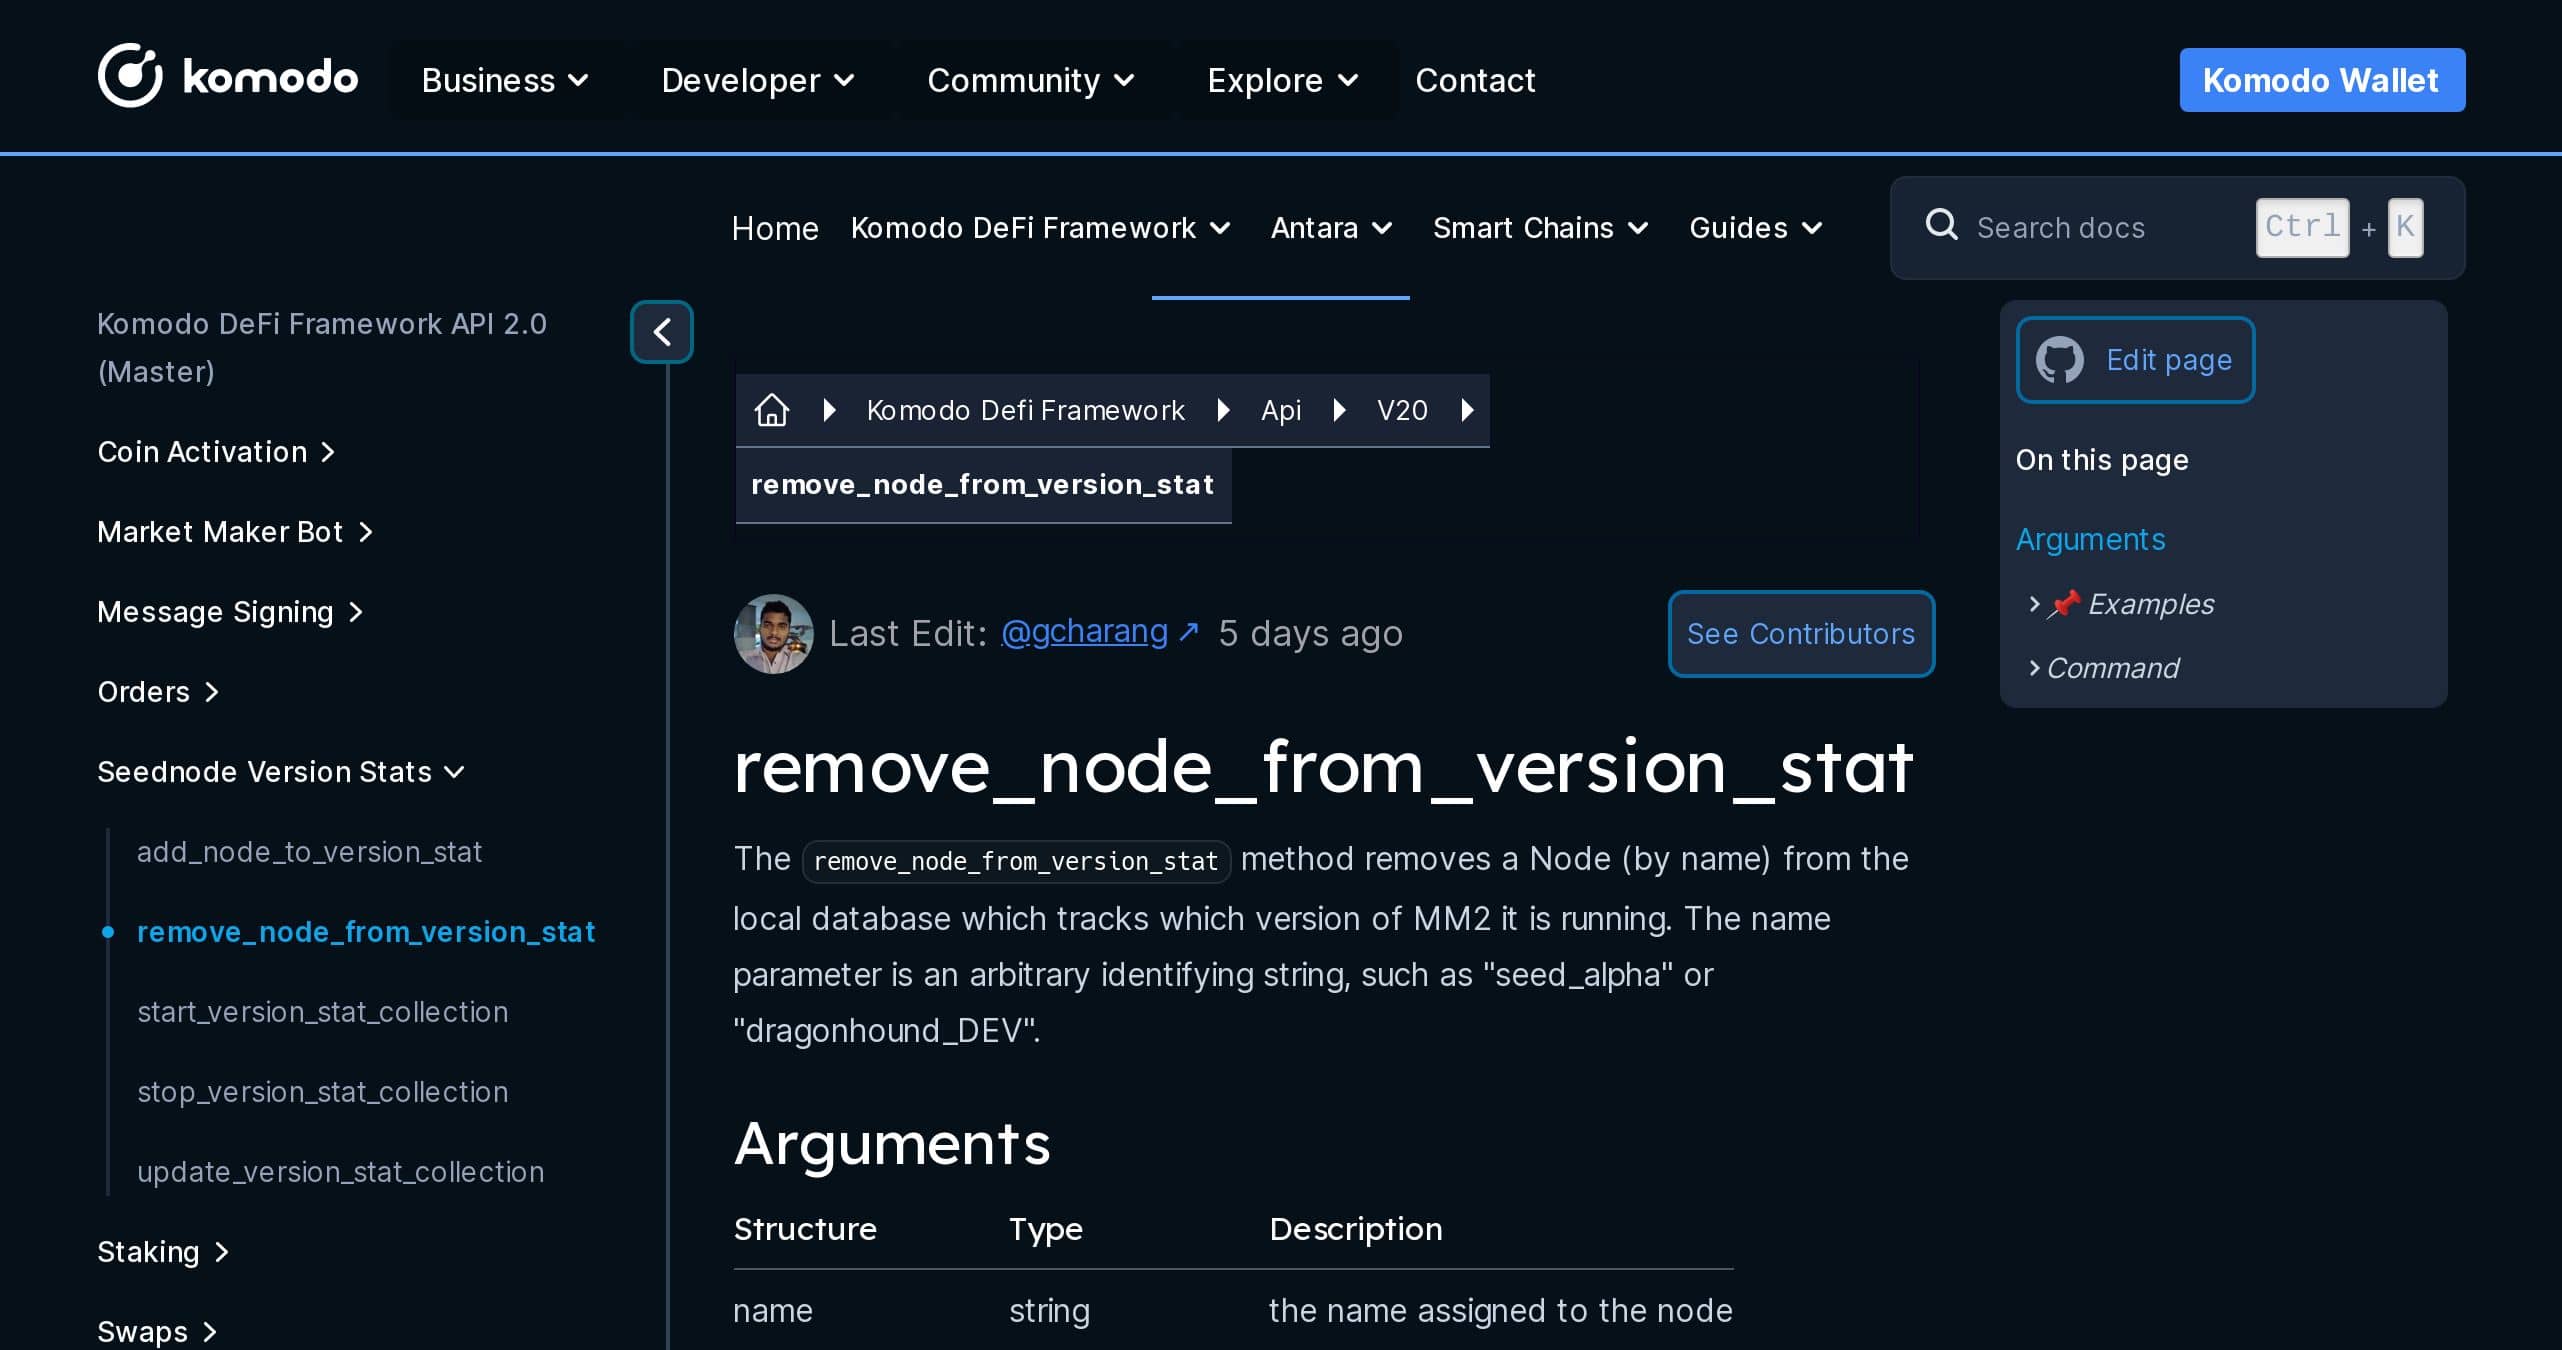 komodo
Business
Developer
Community
Explore
Contact
Komodo Wallet
Home
Komodo DeFi Framework
Antara
Smart Chains
Guides
Search docs
Ctrl + K
Komodo DeFi Framework API 2.0
(Master)
Coin Activation
Market Maker Bot
Message Signing
Orders
Seednode Version Stats
add_node_to_version_stat
remove_node_from_version_stat
start_version_stat_collection
stop_version_stat_collection
update_version_stat_collection
Staking
Swaps
Komodo Defi Framework
Api
V20
remove_node_from_version_stat
Last Edit: @gcharang ↗ 5 days ago
See Contributors
remove_node_from_version_stat
The remove_node_from_version_stat method removes a Node (by name) from the
local database which tracks which version of MM2 it is running. The name
parameter is an arbitrary identifying string, such as "seed_alpha" or
"dragonhound_DEV".
Arguments
Structure Type Description
name string the name assigned to the node
Edit page
On this page
Arguments
📌 Examples
Command